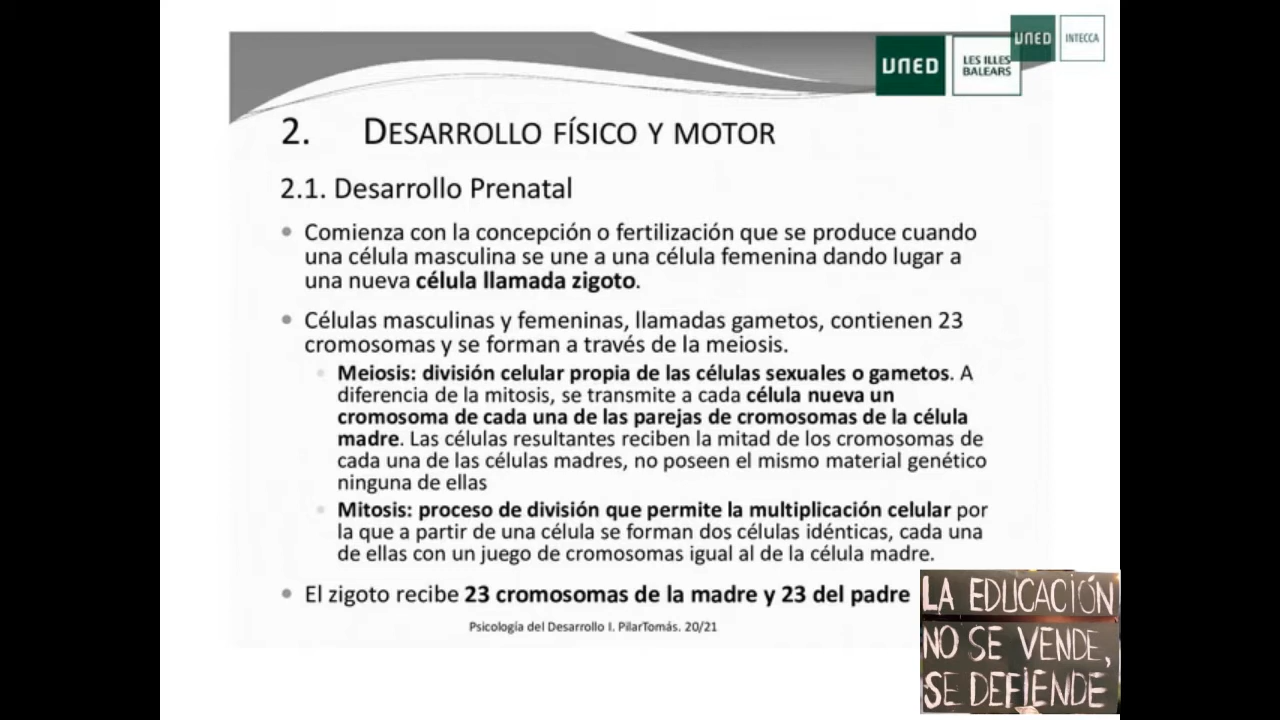 UNED
INTECCA
UNED
LES ILLES
BALEARS
2. DESARROLLO FÍSICO Y MOTOR
2.1. Desarrollo Prenatal
• Comienza con la concepción o fertilización que se produce cuando
una célula masculina se une a una célula femenina dando lugar a
una nueva célula llamada zigoto.
• Células masculinas y femeninas, llamadas gametos, contienen 23
cromosomas y se forman a través de la meiosis.
• Meiosis: división celular propia de las células sexuales o gametos. A
diferencia de la mitosis, se transmite a cada célula nueva un
cromosoma de cada una de las parejas de cromosomas de la célula
madre. Las células resultantes reciben la mitad de los cromosomas de
cada una de las células madres, no poseen el mismo material genético
ninguna de ellas
• Mitosis: proceso de división que permite la multiplicación celular por
la que a partir de una célula se forman dos células idénticas, cada una
de ellas con un juego de cromosomas igual al de la célula madre.
• El zigoto recibe 23 cromosomas de la madre y 23 del padre
Psicología del Desarrollo I. PilarTomás. 20/21
LA EDUCACIÓN
NO SE VENDE,
SE DEFIENDE